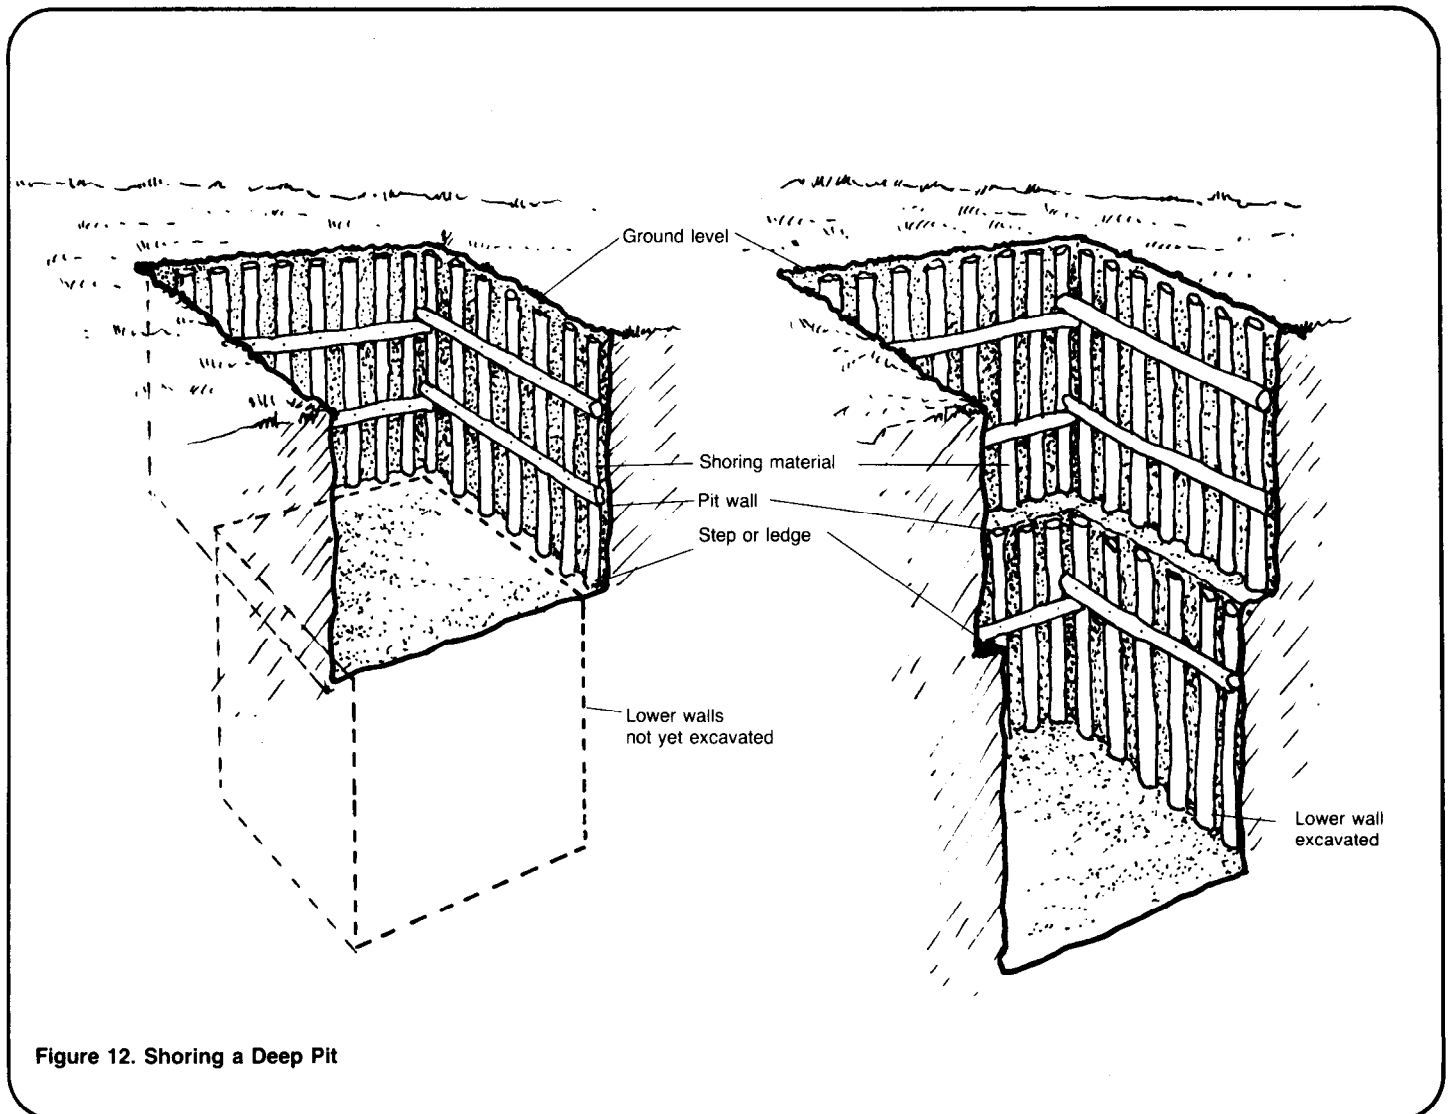 Ground level
Shoring material
Pit wall
Step or ledge
Lower walls
not yet excavated
Lower wall
excavated
Figure 12. Shoring a Deep Pit